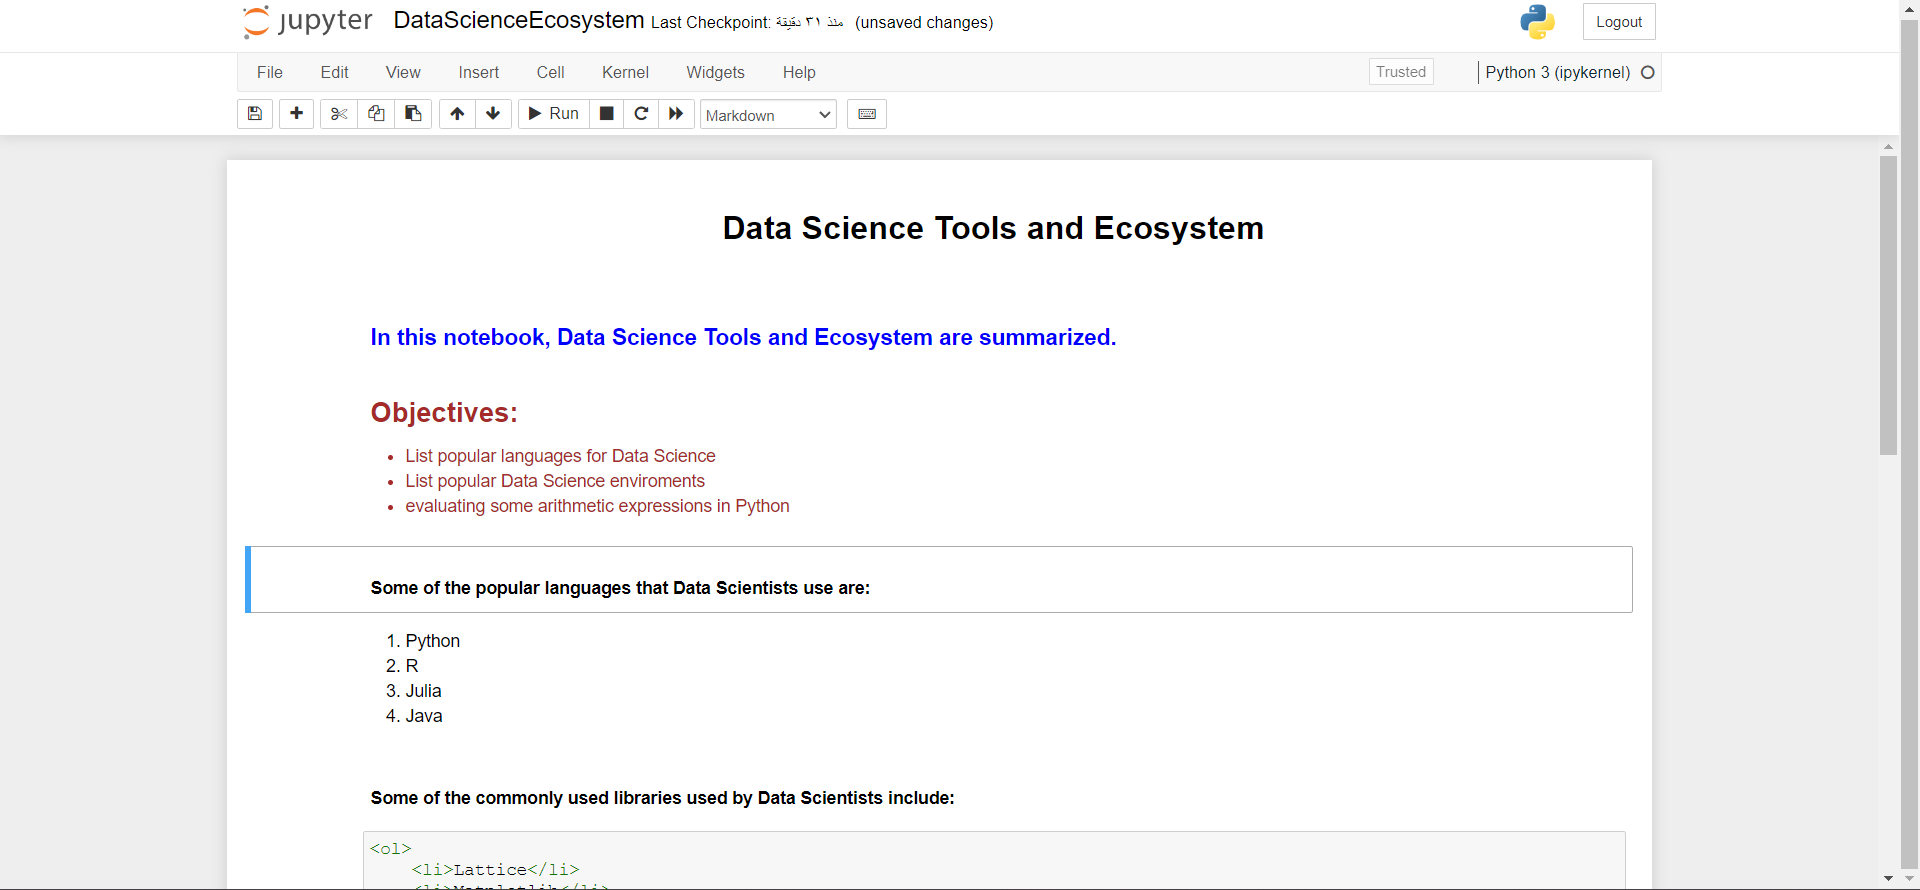 jupyter DataScienceEcosystem Last Checkpoint: منذ ٣١ دقيقة (unsaved changes) Logout
File Edit View Insert Cell Kernel Widgets Help Trusted Python 3 (ipykernel)
Run Markdown
Data Science Tools and Ecosystem
In this notebook, Data Science Tools and Ecosystem are summarized.
Objectives:
• List popular languages for Data Science
• List popular Data Science enviroments
• evaluating some arithmetic expressions in Python
Some of the popular languages that Data Scientists use are:
1. Python
2. R
3. Julia
4. Java
Some of the commonly used libraries used by Data Scientists include:
<ol>
<li>Lattice</li>